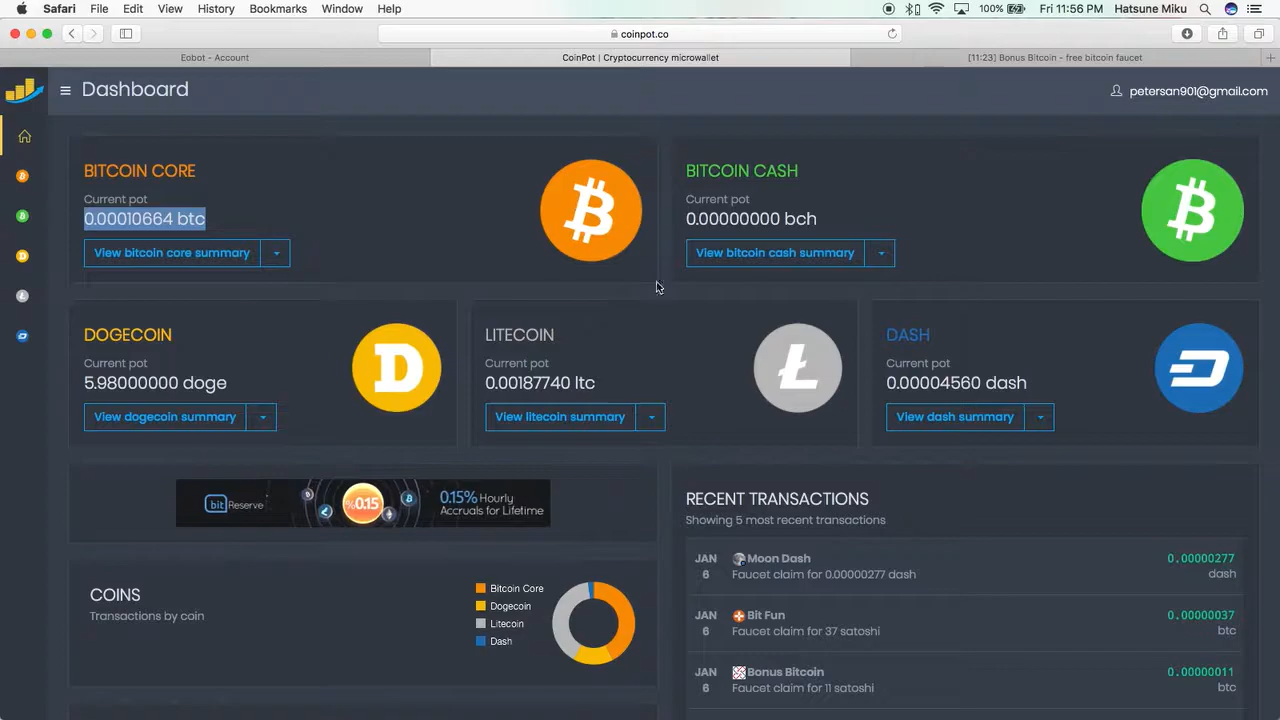 Safari File Edit View History Bookmarks Window Help 100% Fri 11:56 PM Hatsune Miku
coinpot.co
Eobot - Account CoinPot | Cryptocurrency microwallet [11:23] Bonus Bitcoin - free bitcoin faucet
Dashboard petersan901@gmail.com
BITCOIN CORE
Current pot
0.00010664 btc
View bitcoin core summary
BITCOIN CASH
Current pot
0.00000000 bch
View bitcoin cash summary
DOGECOIN
Current pot
5.98000000 doge
View dogecoin summary
LITECOIN
Current pot
0.00187740 ltc
View litecoin summary
DASH
Current pot
0.00004560 dash
View dash summary
bitReserve
%0.15
0.15% Hourly
Accruals for Lifetime
COINS
Transactions by coin
Bitcoin Core
Dogecoin
Litecoin
Dash
RECENT TRANSACTIONS
Showing 5 most recent transactions
JAN Moon Dash 0.00000277
6 Faucet claim for 0.00000277 dash dash
JAN Bit Fun 0.00000037
6 Faucet claim for 37 satoshi btc
JAN Bonus Bitcoin 0.00000011
6 Faucet claim for 11 satoshi btc